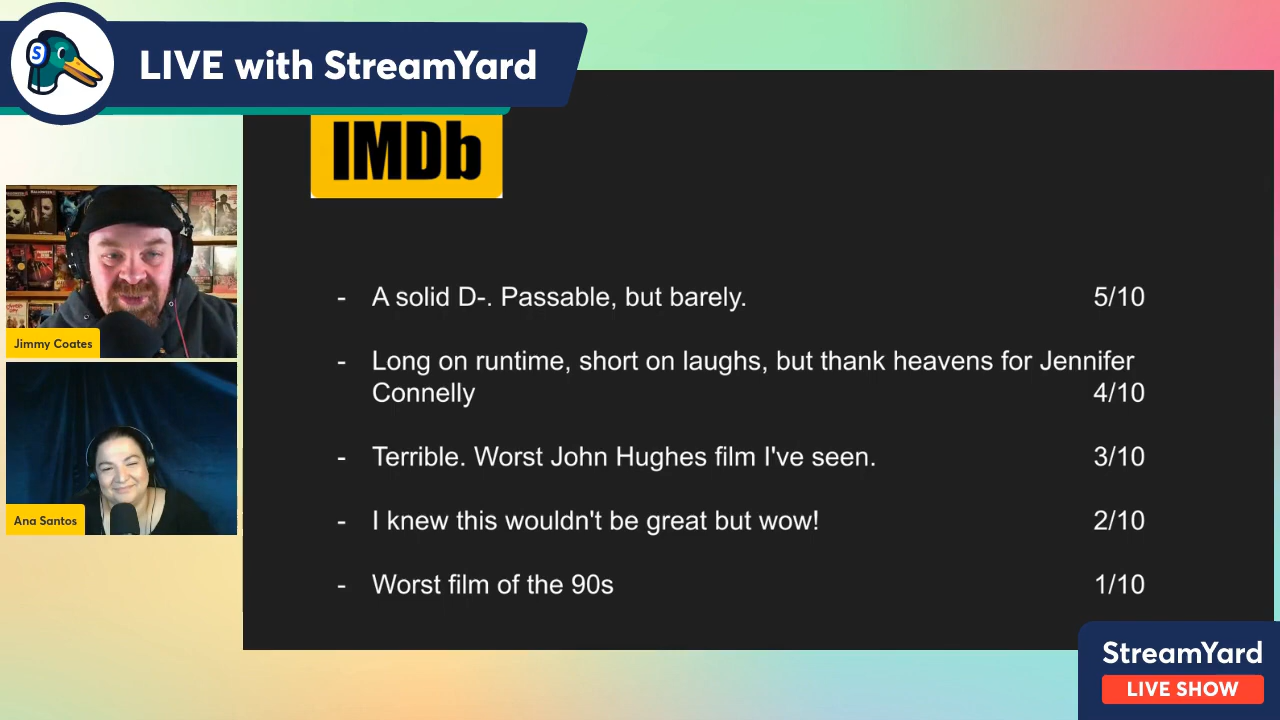 S
LIVE with StreamYard
IMDb
- A solid D-. Passable, but barely. 5/10
- Long on runtime, short on laughs, but thank heavens for Jennifer
Connelly 4/10
- Terrible. Worst John Hughes film I've seen. 3/10
- I knew this wouldn't be great but wow! 2/10
- Worst film of the 90s 1/10
Jimmy Coates
Ana Santos
StreamYard
LIVE SHOW